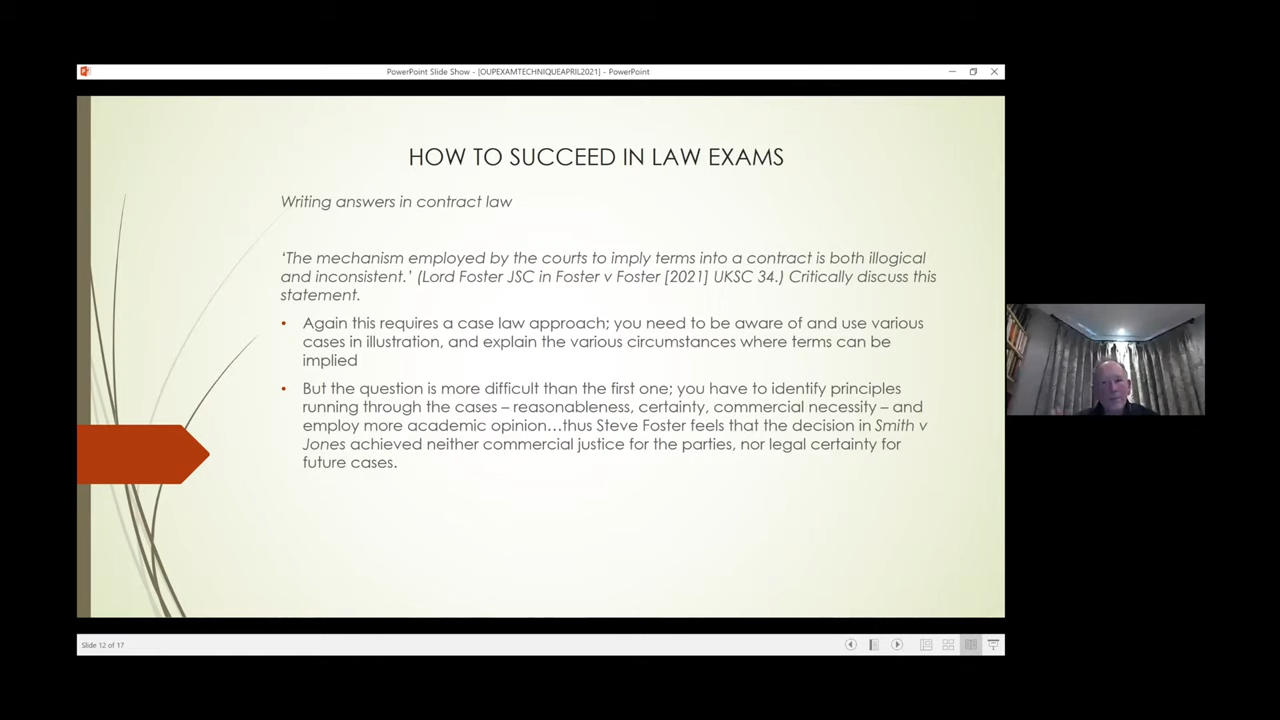 PowerPoint Slide Show - [OUPEXAMTECHNIQUEAPRIL2021] - PowerPoint
HOW TO SUCCEED IN LAW EXAMS
Writing answers in contract law
‘The mechanism employed by the courts to imply terms into a contract is both illogical
and inconsistent.’ (Lord Foster JSC in Foster v Foster [2021] UKSC 34.) Critically discuss this
statement.
• Again this requires a case law approach; you need to be aware of and use various
cases in illustration, and explain the various circumstances where terms can be
implied
• But the question is more difficult than the first one; you have to identify principles
running through the cases – reasonableness, certainty, commercial necessity – and
employ more academic opinion…thus Steve Foster feels that the decision in Smith v
Jones achieved neither commercial justice for the parties, nor legal certainty for
future cases.
Slide 12 of 17